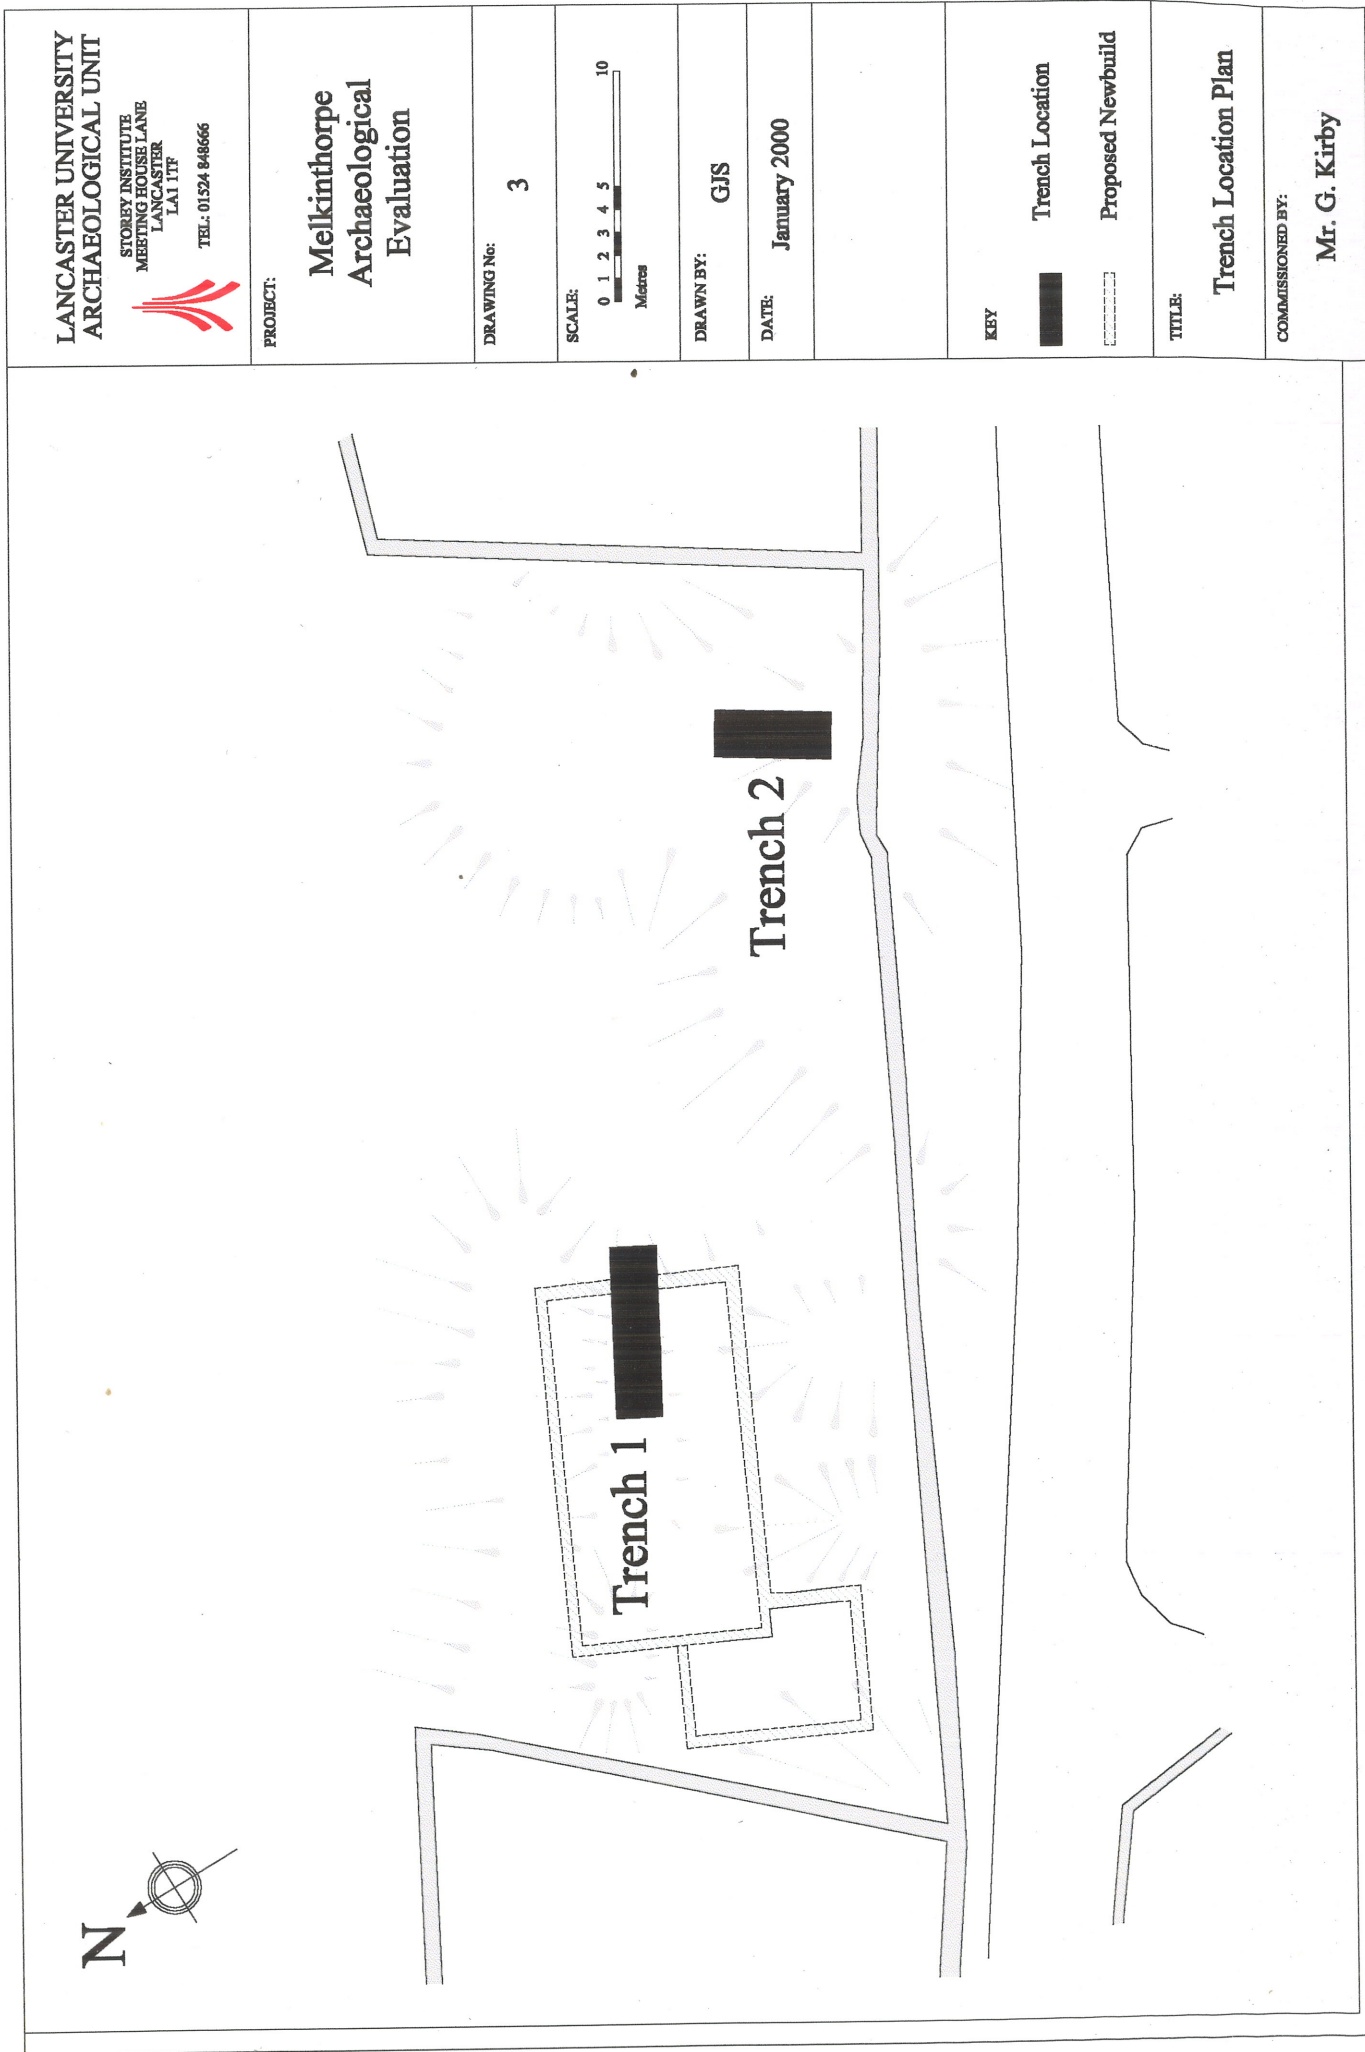 LANCASTER UNIVERSITY
ARCHAEOLOGICAL UNIT
STOREY INSTITUTE
MEETING HOUSE LANE
LANCASTER
LA1 1TF
TEL: 01524 848666
PROJECT:
Melkinthorpe
Archaeological
Evaluation
DRAWING No:
3
SCALE:
0 1 2 3 4 5 10
Metres
DRAWN BY:
GJS
DATE:
January 2000
KEY
Trench Location
Proposed Newbuild
TITLE:
Trench Location Plan
COMMISSIONED BY:
Mr. G. Kirby
N
Trench 1
Trench 2